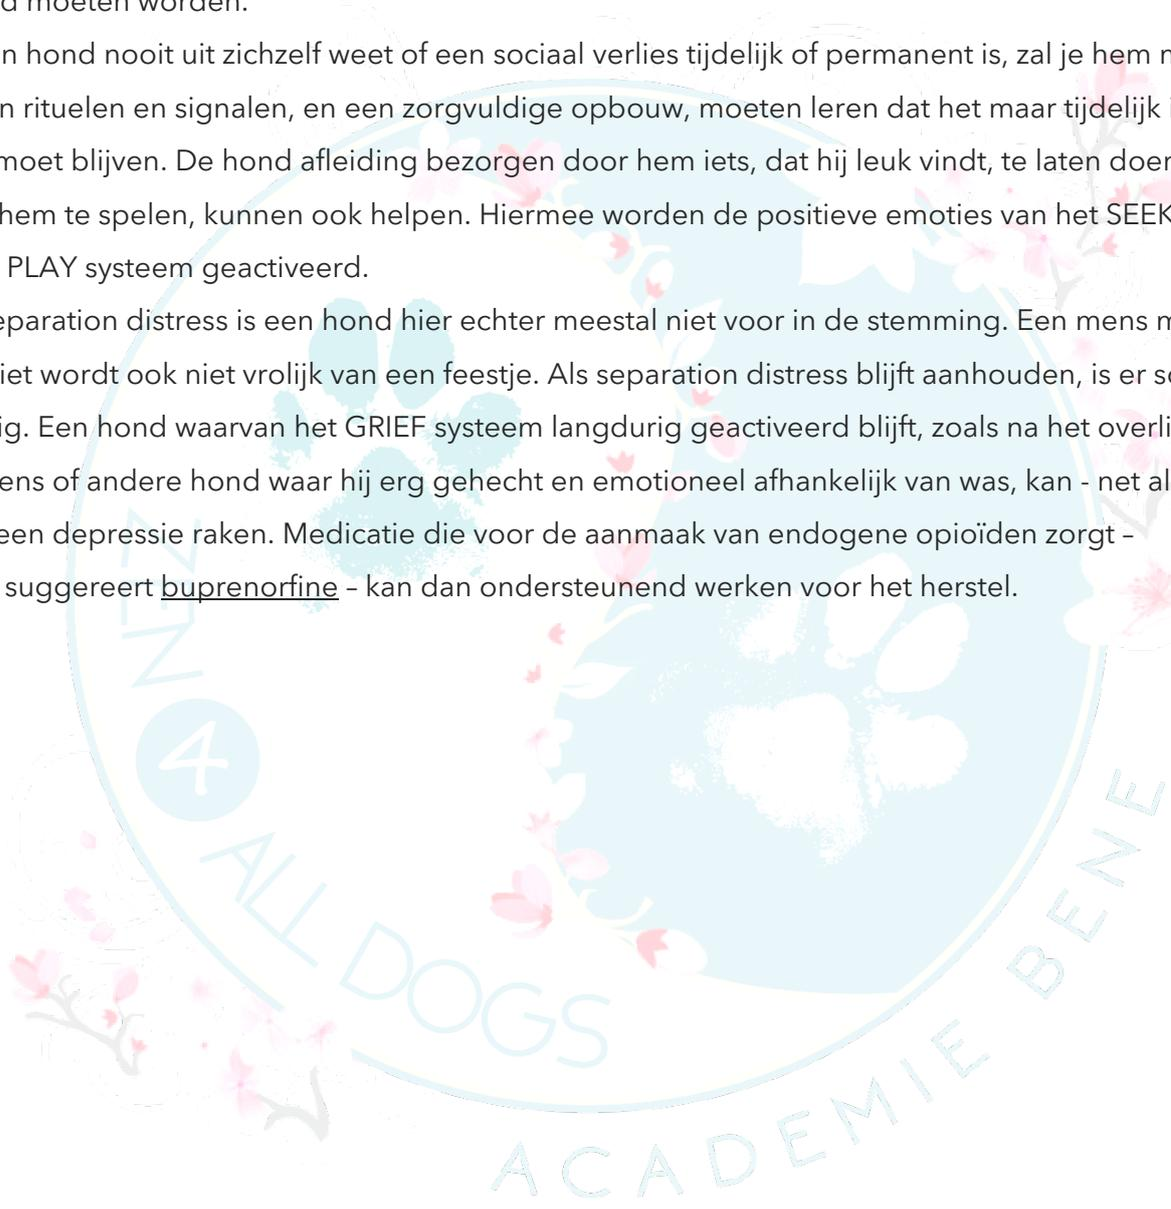 d moeten worden.
n hond nooit uit zichzelf weet of een sociaal verlies tijdelijk of permanent is, zal je hem
n rituelen en signalen, en een zorgvuldige opbouw, moeten leren dat het maar tijdelijk
moet blijven. De hond afleiding bezorgen door hem iets, dat hij leuk vindt, te laten doen
hem te spelen, kunnen ook helpen. Hiermee worden de positieve emoties van het SEEK
PLAY systeem geactiveerd.
eparation distress is een hond hier echter meestal niet voor in de stemming. Een mens m
iet wordt ook niet vrolijk van een feestje. Als separation distress blijft aanhouden, is er so
ig. Een hond waarvan het GRIEF systeem langdurig geactiveerd blijft, zoals na het overli
ens of andere hond waar hij erg gehecht en emotioneel afhankelijk van was, kan - net al
een depressie raken. Medicatie die voor de aanmaak van endogene opioïden zorgt –
suggereert buprenorfine – kan dan ondersteunend werken voor het herstel.
4 ALL DOGS
ACADEMIE BENE